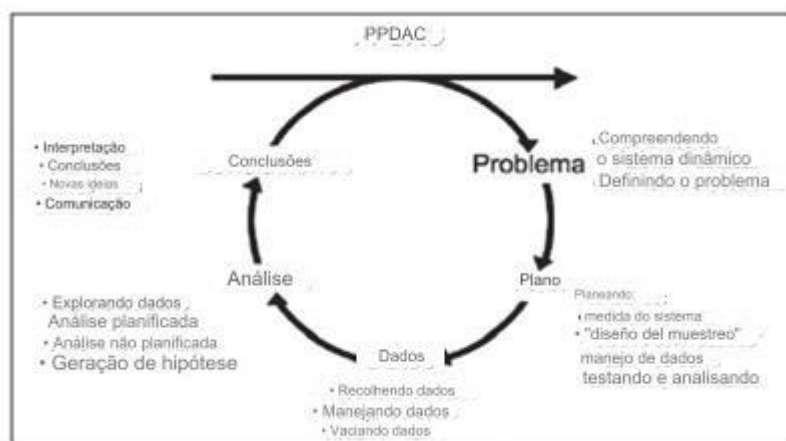 PPDAC
Problema
Compreendendo
o sistema dinâmico
Definindo o problema
Plano
Planeando:
medida do sistema
• "diseño del muestreo"
manejo de dados
testando e analisando
Dados
• Recolhendo dados
• Manejando dados
• Vaciando dados
Análise
• Explorando dados
Análise planificada
• Análise não planificada
• Geração de hipótese
Conclusões
• Interpretação
• Conclusões
• Novas ideios
• Comunicação